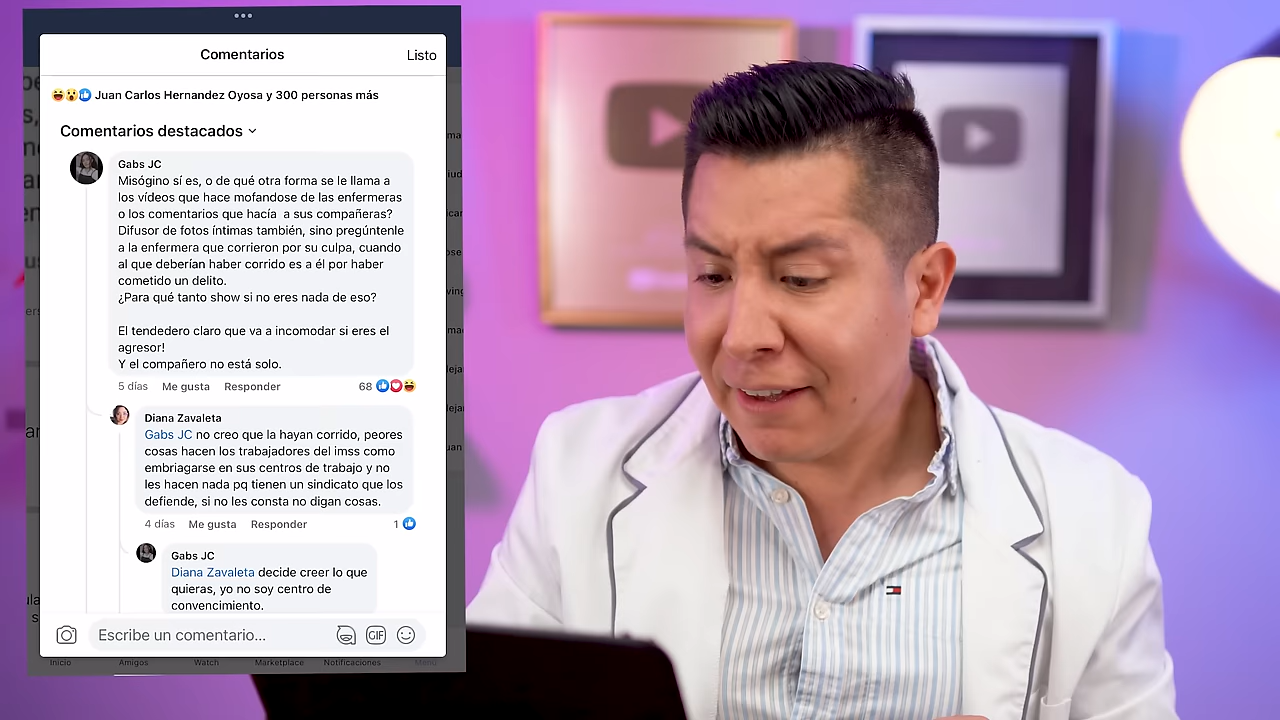 Comentarios
Listo
Juan Carlos Hernandez Oyosa y 300 personas más
Comentarios destacados
Gabs JC
Misógino sí es, o de qué otra forma se le llama a
los vídeos que hace mofandose de las enfermeras
o los comentarios que hacía a sus compañeras?
Difusor de fotos íntimas también, sino pregúntenle
a la enfermera que corrieron por su culpa, cuando
al que deberían haber corrido es a él por haber
cometido un delito.
¿Para qué tanto show si no eres nada de eso?
El tendedero claro que va a incomodar si eres el
agresor!
Y el compañero no está solo.
5 días Me gusta Responder 68
Diana Zavaleta
Gabs JC no creo que la hayan corrido, peores
cosas hacen los trabajadores del imss como
embriagarse en sus centros de trabajo y no
les hacen nada pq tienen un sindicato que los
defiende, si no les consta no digan cosas.
4 días Me gusta Responder 1
Gabs JC
Diana Zavaleta decide creer lo que
quieras, yo no soy centro de
convencimiento.
Escribe un comentario...
GIF
Inicio Amigos Watch Marketplace Notificaciones Menú